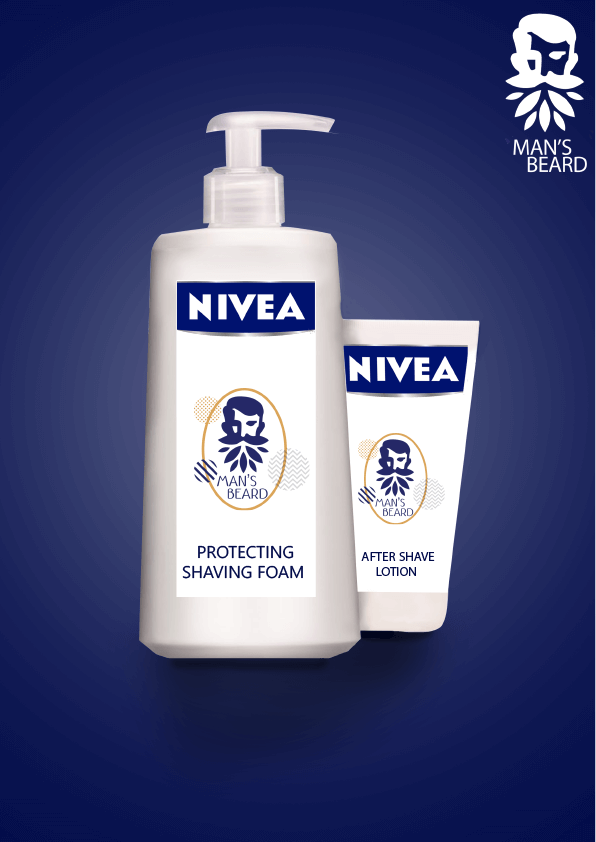 MAN'S
BEARD
NIVEA
MAN'S
BEARD
PROTECTING
SHAVING FOAM
NIVEA
MAN'S
BEARD
AFTER SHAVE
LOTION